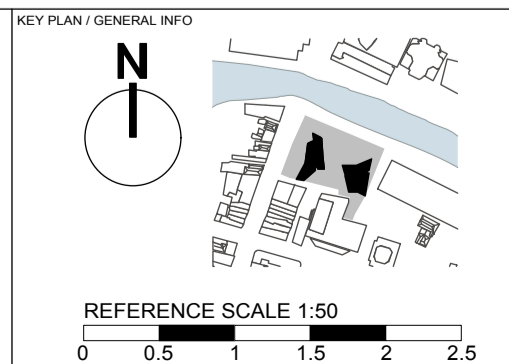 KEY PLAN / GENERAL INFO
N
REFERENCE SCALE 1:50
0 0.5 1 1.5 2 2.5